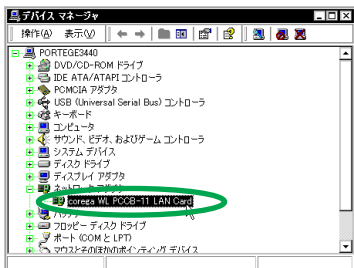 デバイス マネージャ
操作(A) 表示(V)
PORTEGE3440
DVD/CD-ROM ドライブ
IDE ATA/ATAPI コントローラ
PCMCIA アダプタ
USB (Universal Serial Bus) コントローラ
キーボード
コンピュータ
サウンド、ビデオ、およびゲーム コントローラ
システム デバイス
ディスク ドライブ
ディスプレイ アダプタ
ネットワーク アダプタ
corega WL PCCB-11 LAN Card
フロッピー ディスク ドライブ
ポート (COM と LPT)
マウスとそのほかのポインティング デバイス